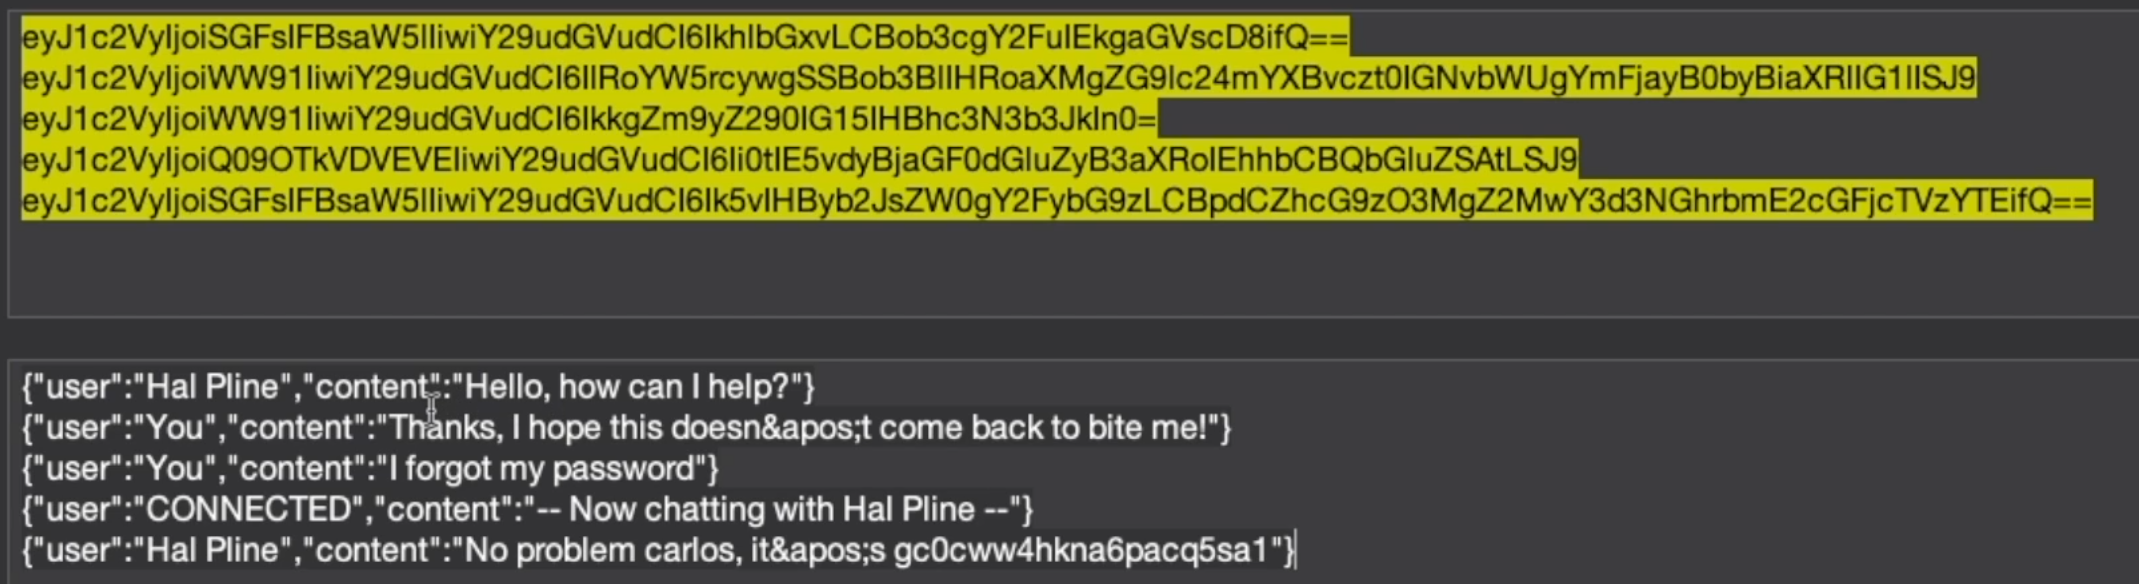 eyJ1c2VyIjoiSGFsIFBsaW5lIiwiY29udGVudCI6IkhlbGxvLCBob3cgY2FuIEkgaGVscD8ifQ==
eyJ1c2VyIjoiWW91IiwiY29udGVudCI6IlRoYW5rcywgSSBob3BlIHRoaXMgZG9lc24mYXBvczt0IGNvbWUgYmFjayB0byBiaXRlIG1lISJ9
eyJ1c2VyIjoiWW91IiwiY29udGVudCI6IkkgZm9yZ290IG15IHBhc3N3b3JkIn0=
eyJ1c2VyIjoiQ09OTkVDVEVEIiwiY29udGVudCI6Ii0tIE5vdyBjaGF0dGluZyB3aXRoIEhhbCBQbGluZSAtLSJ9
eyJ1c2VyIjoiSGFsIFBsaW5lIiwiY29udGVudCI6Ik5vIHByb2JsZW0gY2FybG9zLCBpdCZhcG9zO3MgZ2MwY3d3NGhrbmE2cGFjcTVzYTEifQ==
{"user":"Hal Pline","content":"Hello, how can I help?"}
{"user":"You","content":"Thanks, I hope this doesn&apos;t come back to bite me!"}
{"user":"You","content":"I forgot my password"}
{"user":"CONNECTED","content":"-- Now chatting with Hal Pline --"}
{"user":"Hal Pline","content":"No problem carlos, it&apos;s gc0cww4hkna6pacq5sa1"}